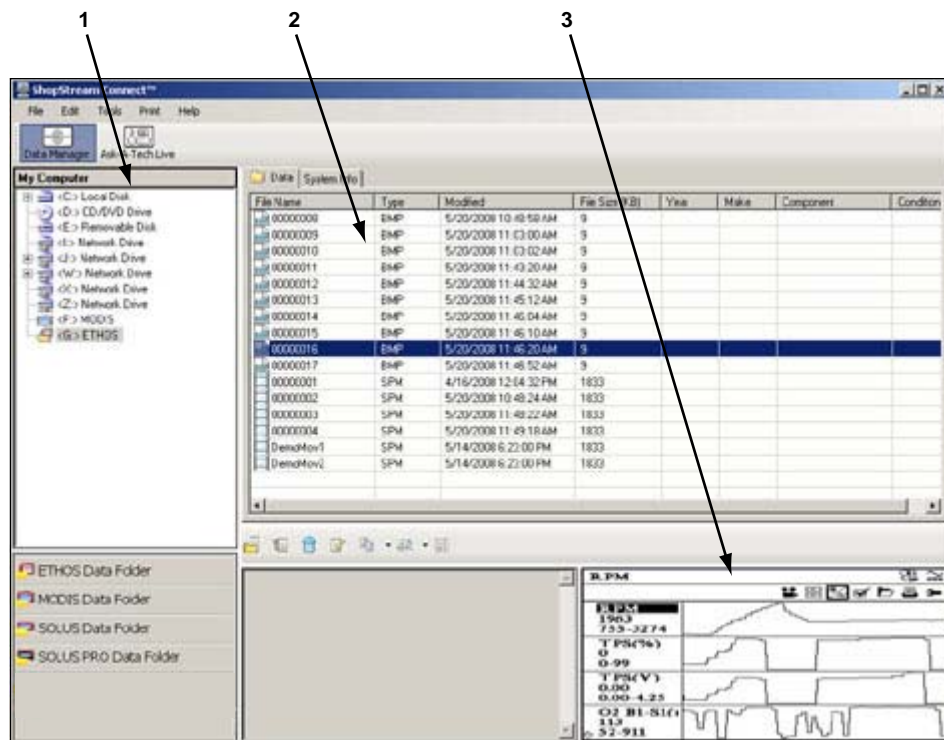 1 2 3
ShopStream Connect™
File Edit Tools Print Help
Data Manager Ask-A-Tech Live
My Computer
<C:> Local Disk
<D:> CD/DVD Drive
<E:> Removable Disk
<I:> Network Drive
<J:> Network Drive
<W:> Network Drive
<X:> Network Drive
<Z:> Network Drive
<F:> MODIS
<G:> ETHOS
Data System Info
File Name Type Modified File Size (KB) Year Make Component Condition
00000008 BMP 5/20/2008 10:48:58 AM 9
00000009 BMP 5/20/2008 11:03:00 AM 9
00000010 BMP 5/20/2008 11:03:02 AM 9
00000011 BMP 5/20/2008 11:43:20 AM 9
00000012 BMP 5/20/2008 11:44:32 AM 9
00000013 BMP 5/20/2008 11:45:12 AM 9
00000014 BMP 5/20/2008 11:46:04 AM 9
00000015 BMP 5/20/2008 11:46:10 AM 9
00000016 BMP 5/20/2008 11:46:20 AM 9
00000017 BMP 5/20/2008 11:46:52 AM 9
00000001 SPM 4/16/2008 12:04:32 PM 1833
00000002 SPM 5/20/2008 10:48:24 AM 1833
00000003 SPM 5/20/2008 11:48:22 AM 1833
00000004 SPM 5/20/2008 11:49:18 AM 1833
DemoMov1 SPM 5/14/2008 6:23:00 PM 1833
DemoMov2 SPM 5/14/2008 6:23:00 PM 1833
ETHOS Data Folder
MODIS Data Folder
SOLUS Data Folder
SOLUS PRO Data Folder
RPM
RPM
1963
755-3274
TPS(%)
0
0-99
TPS(V)
0.00
0.00-4.25
O2 B1-S1(
113
52-911